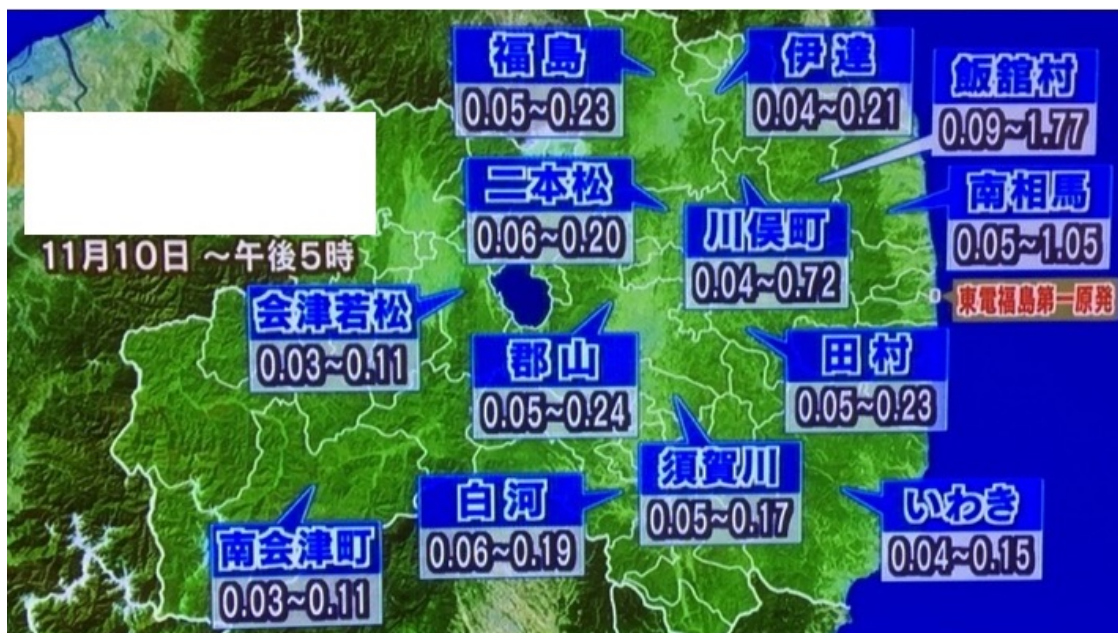 福島
0.05~0.23
伊達
0.04~0.21
飯舘村
0.09~1.77
二本松
0.06~0.20
川俣町
0.04~0.72
南相馬
0.05~1.05
11月10日 ~午後5時
東電福島第一原発
会津若松
0.03~0.11
郡山
0.05~0.24
田村
0.05~0.23
須賀川
0.05~0.17
白河
0.06~0.19
いわき
0.04~0.15
南会津町
0.03~0.11